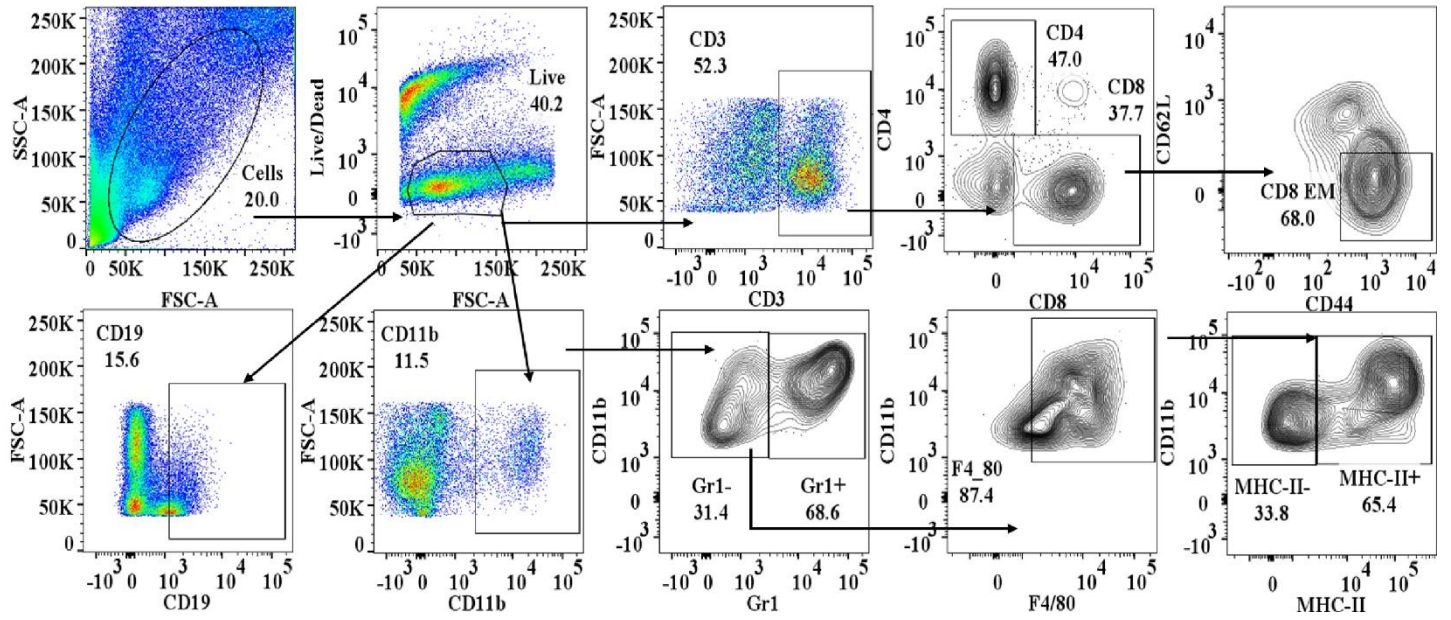 250K
200K
150K
100K
50K
0
SSC-A
Cells
20.0
0 50K 150K 250K
FSC-A
10^5
10^4
10^3
0
-10^3
Live/Dead
Live
40.2
50K 150K 250K
FSC-A
250K
200K
150K
100K
50K
0
FSC-A
CD3
52.3
-10^3 0 10^3 10^4 10^5
CD3
10^5
10^4
10^3
0
-10^3
CD4
CD4
47.0
CD8
37.7
0 10^3 10^4 10^5
CD8
10^4
10^3
0
CD62L
CD8 EM
68.0
0 10^2 10^3 10^4
CD44
250K
200K
150K
100K
50K
0
FSC-A
CD19
15.6
-10^3 0 10^3 10^4 10^5
CD19
250K
200K
150K
100K
50K
0
FSC-A
CD11b
11.5
-10^3 0 10^3 10^4 10^5
CD11b
10^5
10^4
10^3
0
-10^3
CD11b
Gr1-
31.4
Gr1+
68.6
-10^3 0 10^3 10^4 10^5
Gr1
10^5
10^4
10^3
0
-10^3
CD11b
F4_80
87.4
0 10^3 10^4 10^5
F4/80
10^5
10^4
10^3
0
-10^3
CD11b
MHC-II-
33.8
MHC-II+
65.4
0 10^4 10^5
MHC-II